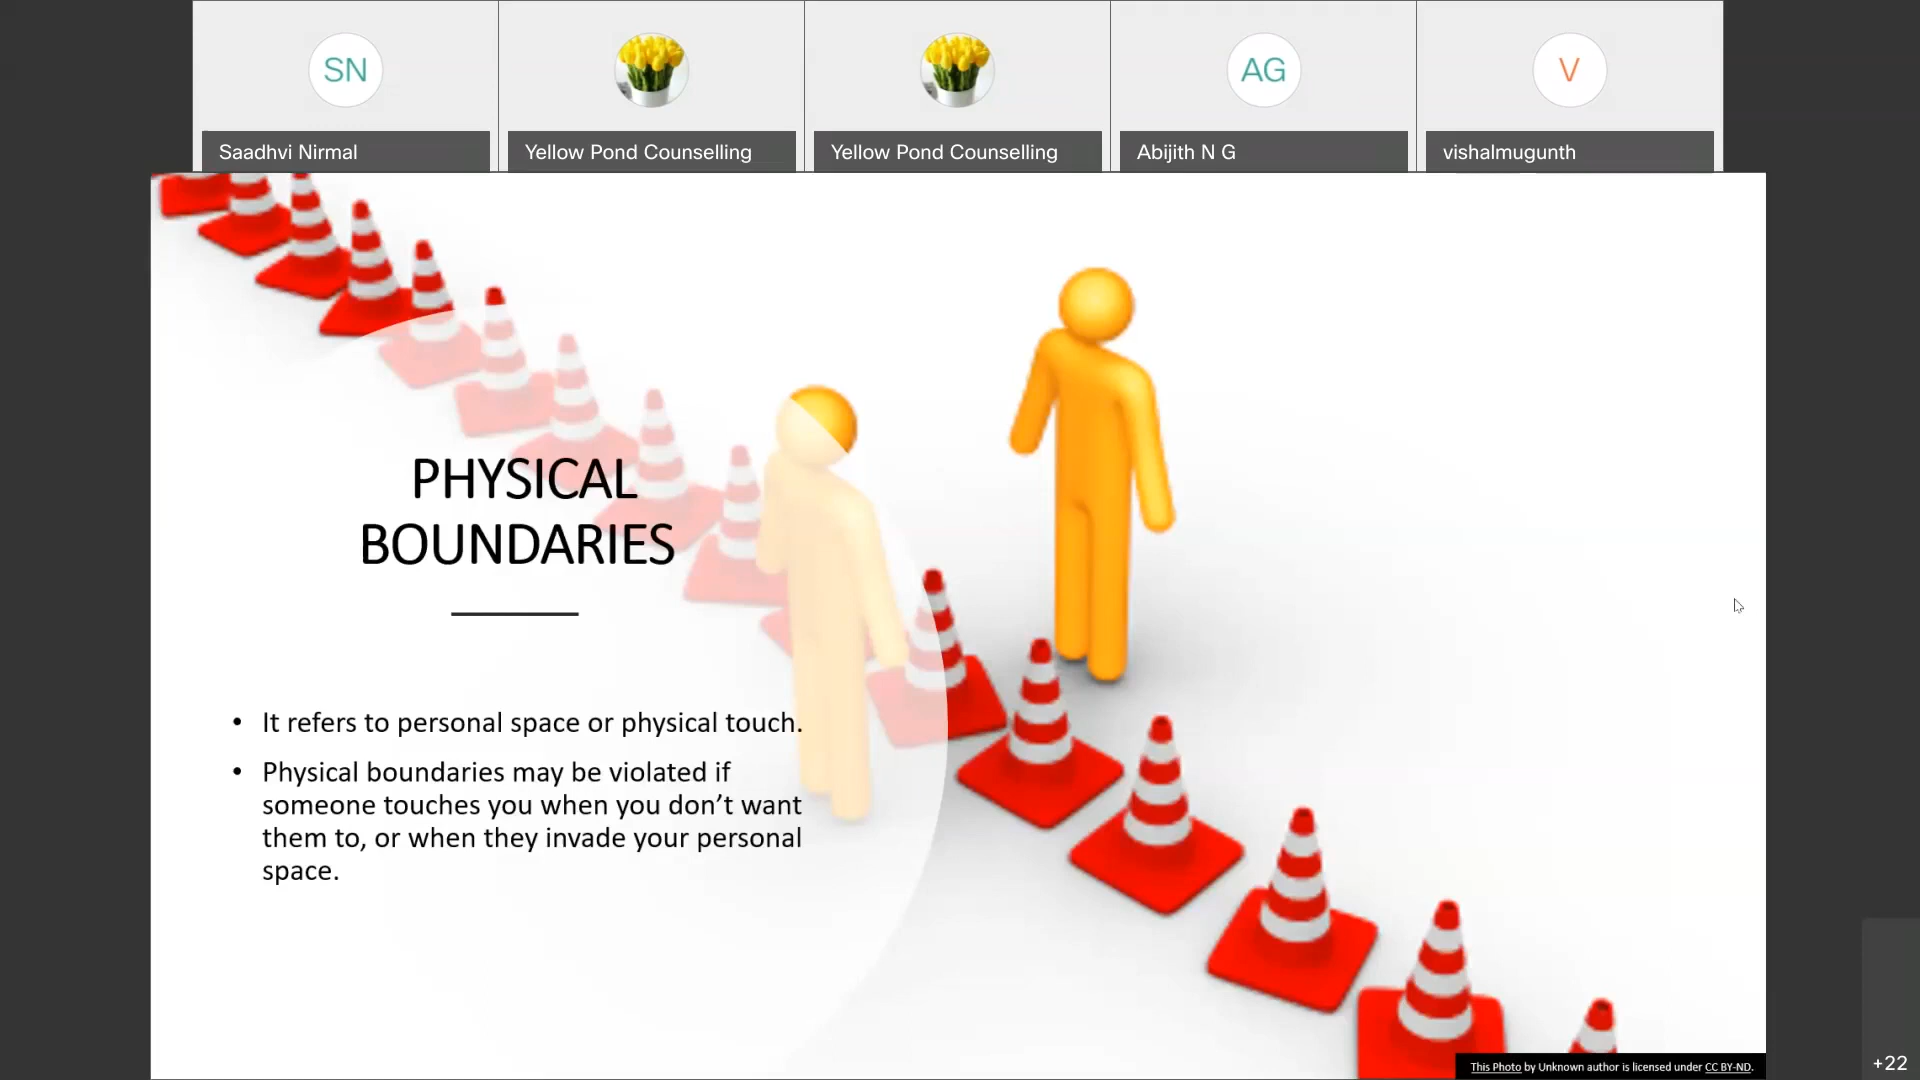 SN
AG
V
Saadhvi Nirmal
Yellow Pond Counselling
Yellow Pond Counselling
Abijith N G
vishalmugunth
PHYSICAL
BOUNDARIES
• It refers to personal space or physical touch.
• Physical boundaries may be violated if
someone touches you when you don’t want
them to, or when they invade your personal
space.
This Photo by Unknown author is licensed under CC BY-ND.
+22